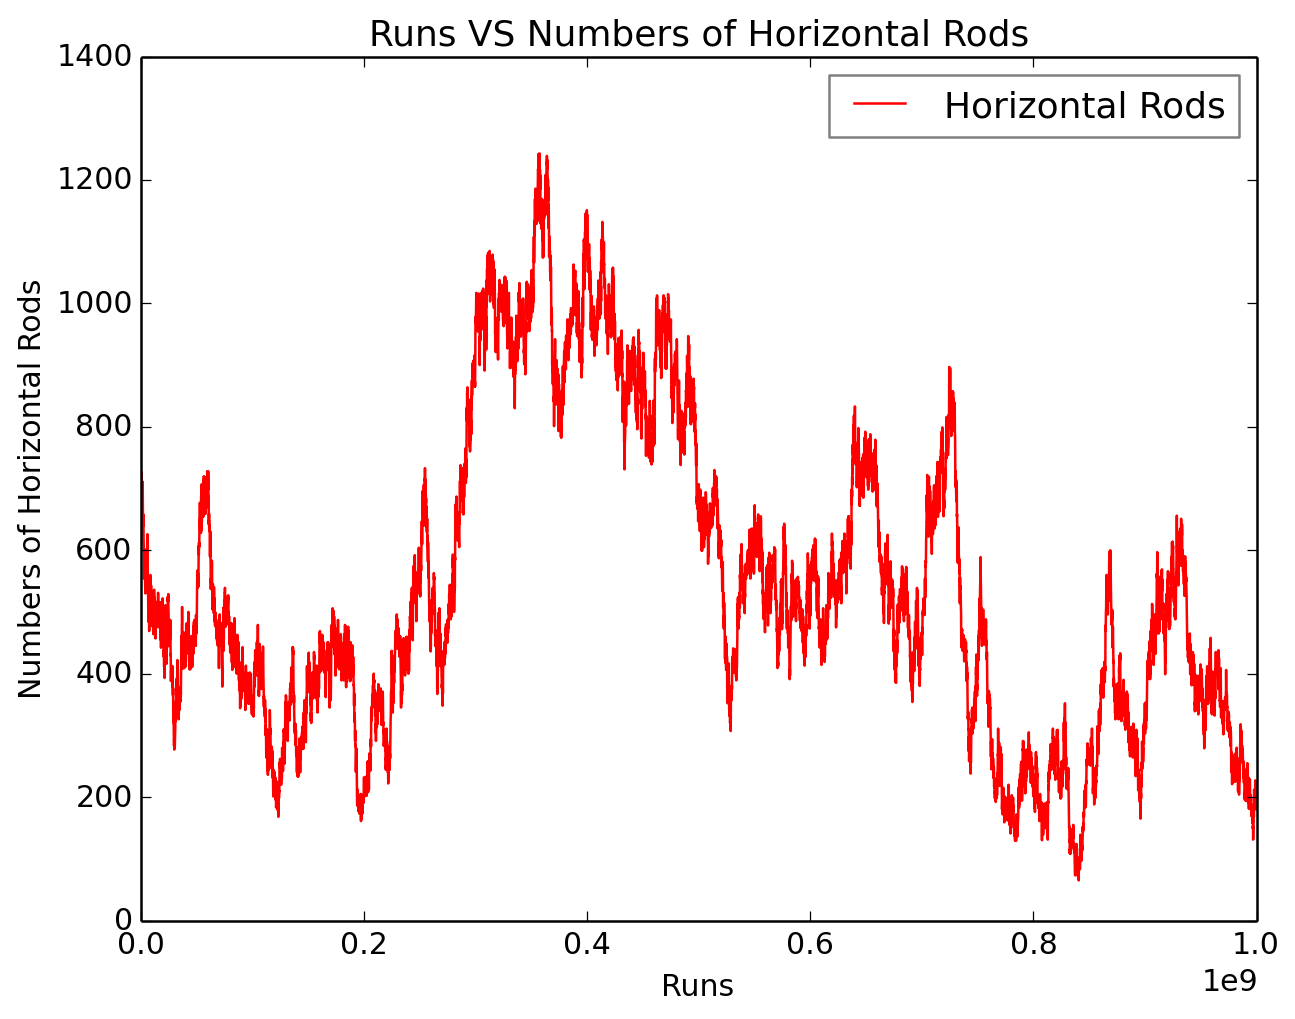 Runs VS Numbers of Horizontal Rods
Horizontal Rods
Numbers of Horizontal Rods
1400
1200
1000
800
600
400
200
0
0.0 0.2 0.4 0.6 0.8 1.0
1e9
Runs